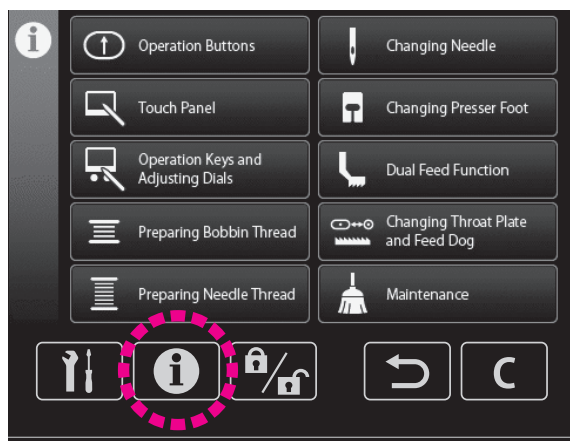 i
Operation Buttons
Changing Needle
Touch Panel
Changing Presser Foot
Operation Keys and
Adjusting Dials
Dual Feed Function
Preparing Bobbin Thread
Changing Throat Plate
and Feed Dog
Preparing Needle Thread
Maintenance
i
C